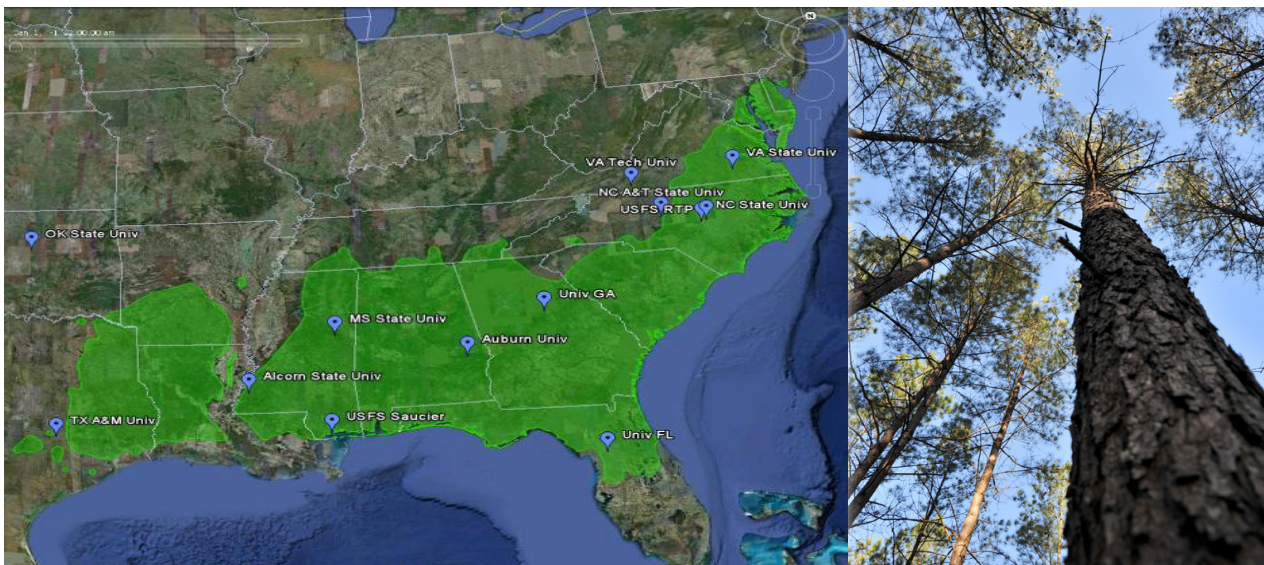 VA State Univ
VA Tech Univ
NC A&T State Univ
USFS RTP
NC State Univ
OK State Univ
Univ GA
MS State Univ
Auburn Univ
Alcorn State Univ
USFS Saucier
TX A&M Univ
Univ FL